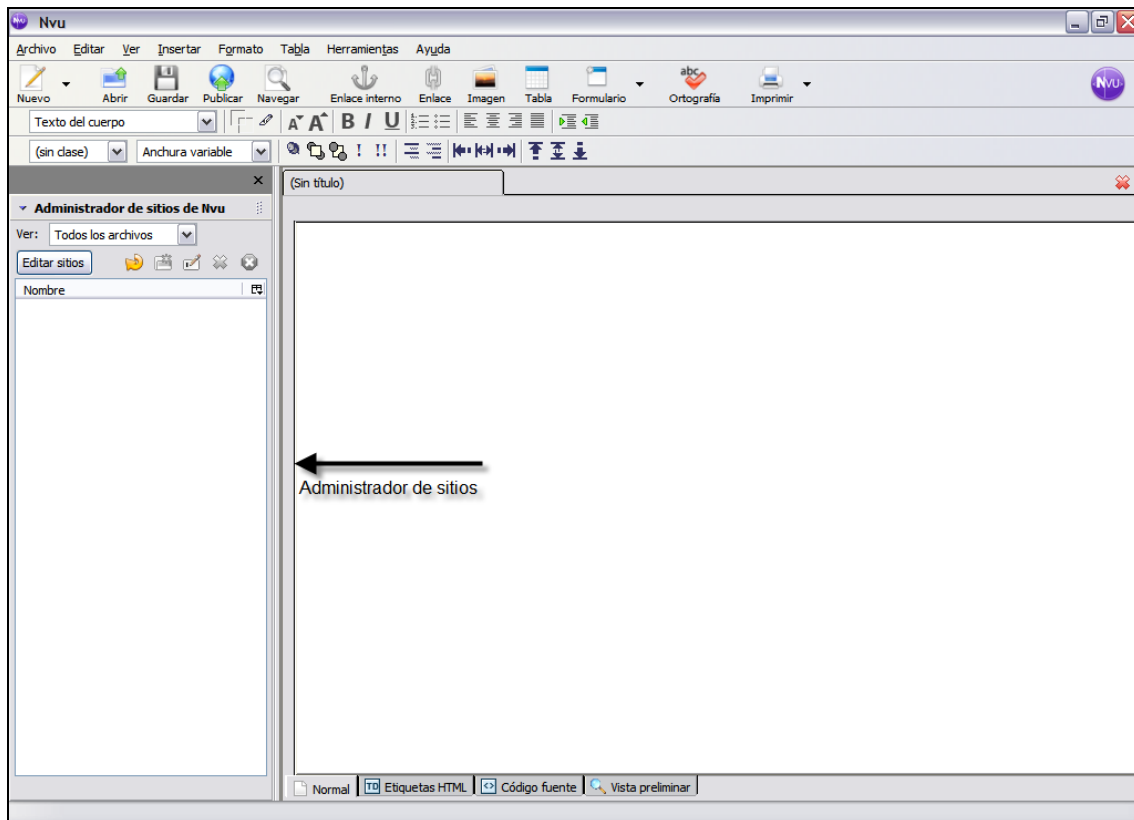 Nvu
Archivo Editar Ver Insertar Formato Tabla Herramientas Ayuda
Nuevo Abrir Guardar Publicar Navegar Enlace interno Enlace Imagen Tabla Formulario abc Ortografía Imprimir NVU
Texto del cuerpo A A B I U
(sin clase) Anchura variable ! !!
(Sin título)
Administrador de sitios de Nvu
Ver: Todos los archivos
Editar sitios
Nombre
Administrador de sitios
Normal TD Etiquetas HTML <> Código fuente Vista preliminar